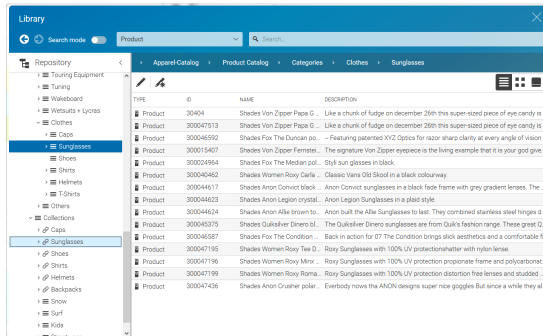 Library
Search mode
Product
Search...
Repository
Apparel-Catalog
Product Catalog
Categories
Clothes
Sunglasses
Touring Equipment
Tuning
Wakeboard
Wetsuits + Lycras
Clothes
Caps
Sunglasses
Shoes
Shirts
Helmets
T-Shirts
Others
Collections
Caps
Sunglasses
Shoes
Shirts
Helmets
Backpacks
Snow
Surf
Kids
TYPE ID NAME DESCRIPTION
Product 30404 Shades Von Zipper Papa G ... Like a chunk of fudge on december 26th this super-sized piece of eye candy is
Product 300047513 Shades Von Zipper Papa G ... Like a chunk of fudge on december 26th this super-sized piece of eye candy is
Product 300046592 Shades Fox The Duncan po... – Featuring patented XYZ Optics for razor sharp clarity at every angle of vision
Product 300015407 Shades Von Zipper Fernstei... The signature Von Zipper eyepiece is the living example that it is your god give.
Product 300024964 Shades Fox The Median pol... Styli sun glasses in black.
Product 300040462 Shades Women Roxy Carla ... Classic Vans Old Skool in a black colourway.
Product 300044617 Shades Anon Convict black ... Anon Convict sunglasses in a black fade frame with grey gradient lenses. The ...
Product 300044623 Shades Anon Legion crystal... Anon Legion Sunglasses in a plaid style.
Product 300044624 Shades Anon Allie brown to... Anon built the Allie Sunglasses to last. They combined stainless steel hinges d.
Product 300045375 Shades Quiksilver Dinero bl... The Quiksilver Dinero sunglasses are from Quik's fashion range. These great Q.
Product 300046587 Shades Fox The Condition ... Back in action for 07 The Condition brings slick aesthetics and a comfortable fi
Product 300047195 Shades Women Roxy Tee D... Roxy Sunglasses with 100% UV protectionshatter with nylon lense.
Product 300047196 Shades Women Roxy Minx ... Roxy Sunglasses with 100% UV protection propionate frame and polycarbonat.
Product 300047199 Shades Women Roxy Roma... Roxy Sunglasses with 100% UV protection distortion free lenses and studded ..
Product 300047436 Shades Anon Crusher polar... Everbody nows tha ANON designs super nice goggles But since a while they al